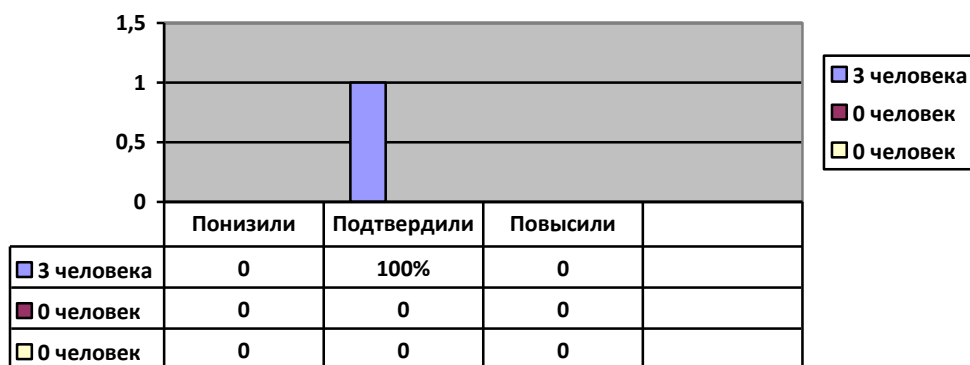 1,5
1
0,5
0
3 человека
0 человек
0 человек
Понизили Подтвердили Повысили
3 человека 0 100% 0
0 человек 0 0 0
0 человек 0 0 0